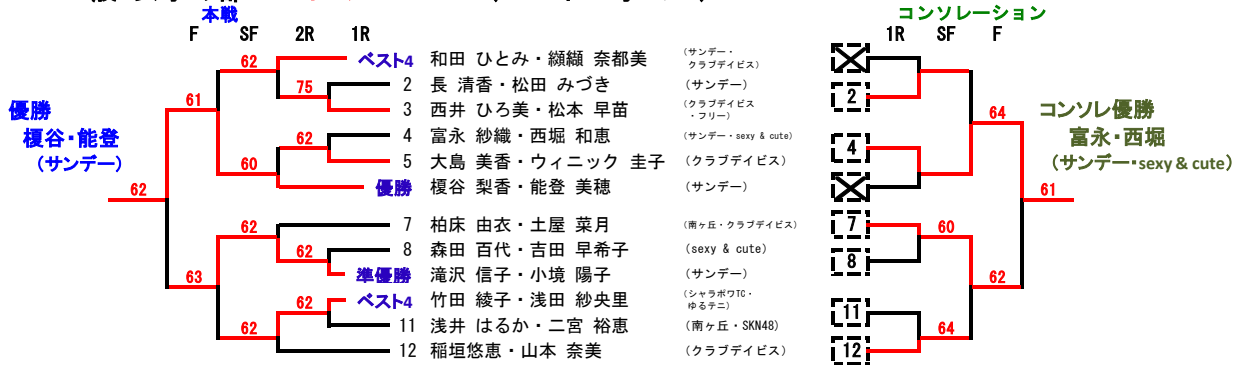 本戦
コンソレーション
F SF 2R 1R
1R SF F
ベスト4 和田 ひとみ・纐纈 奈都美 (サンデー・クラブデイビス)
2 長 清香・松田 みづき (サンデー)
3 西井 ひろ美・松本 早苗 (クラブデイビス・フリー)
4 富永 紗織・西堀 和恵 (サンデー・sexy & cute)
5 大島 美香・ウィニック 圭子 (クラブデイビス)
優勝 榎谷 梨香・能登 美穂 (サンデー)
7 柏床 由衣・土屋 菜月 (南ヶ丘・クラブデイビス)
8 森田 百代・吉田 早希子 (sexy & cute)
準優勝 滝沢 信子・小境 陽子 (サンデー)
ベスト4 竹田 綾子・浅田 紗央里 (シャラポワTC・ゆるテニ)
11 浅井 はるか・二宮 裕恵 (南ヶ丘・SKN48)
12 稲垣悠恵・山本 奈美 (クラブデイビス)
優勝
榎谷・能登
(サンデー)
62
61
63
62
60
62
62
75
62
62
62
2
4
7
8
11
12
60
64
64
62
61
コンソレ優勝
富永・西堀
(サンデー・sexy & cute)